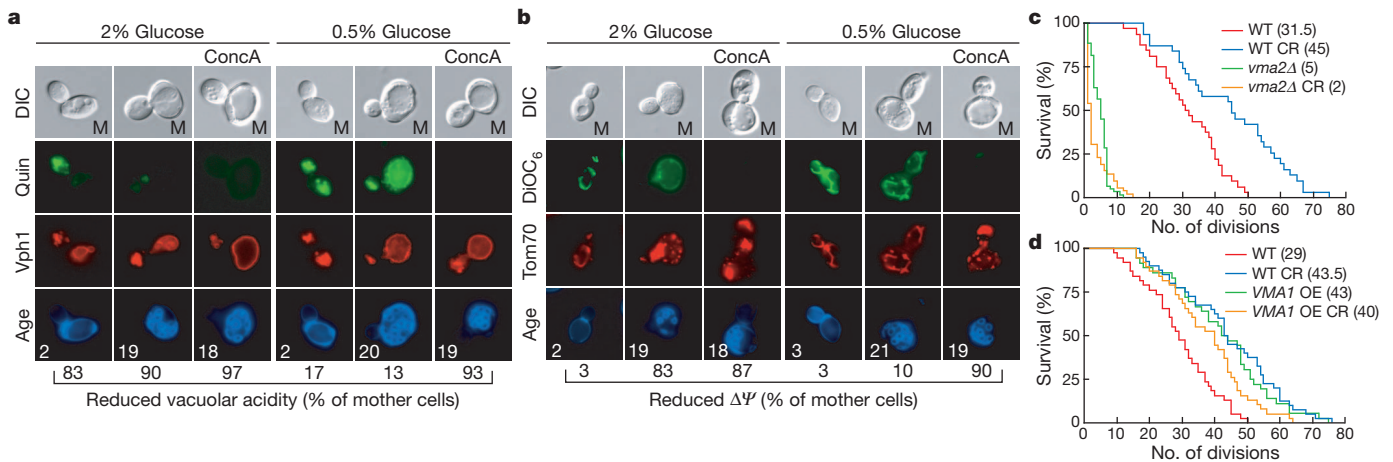 a
2% Glucose 0.5% Glucose
ConcA ConcA
DIC M M M M M M
Quin
Vph1
Age 2 19 18 2 20 19
83 90 97 17 13 93
Reduced vacuolar acidity (% of mother cells)
b
2% Glucose 0.5% Glucose
ConcA ConcA
DIC M M M M M M
DiOC6
Tom70
Age 2 19 18 3 21 19
3 83 87 3 10 90
Reduced ΔΨ (% of mother cells)
c
Survival (%)
100
75
50
25
0
0 10 20 30 40 50 60 70 80
No. of divisions
WT (31.5)
WT CR (45)
vma2Δ (5)
vma2Δ CR (2)
d
Survival (%)
100
75
50
25
0
0 10 20 30 40 50 60 70 80
No. of divisions
WT (29)
WT CR (43.5)
VMA1 OE (43)
VMA1 OE CR (40)